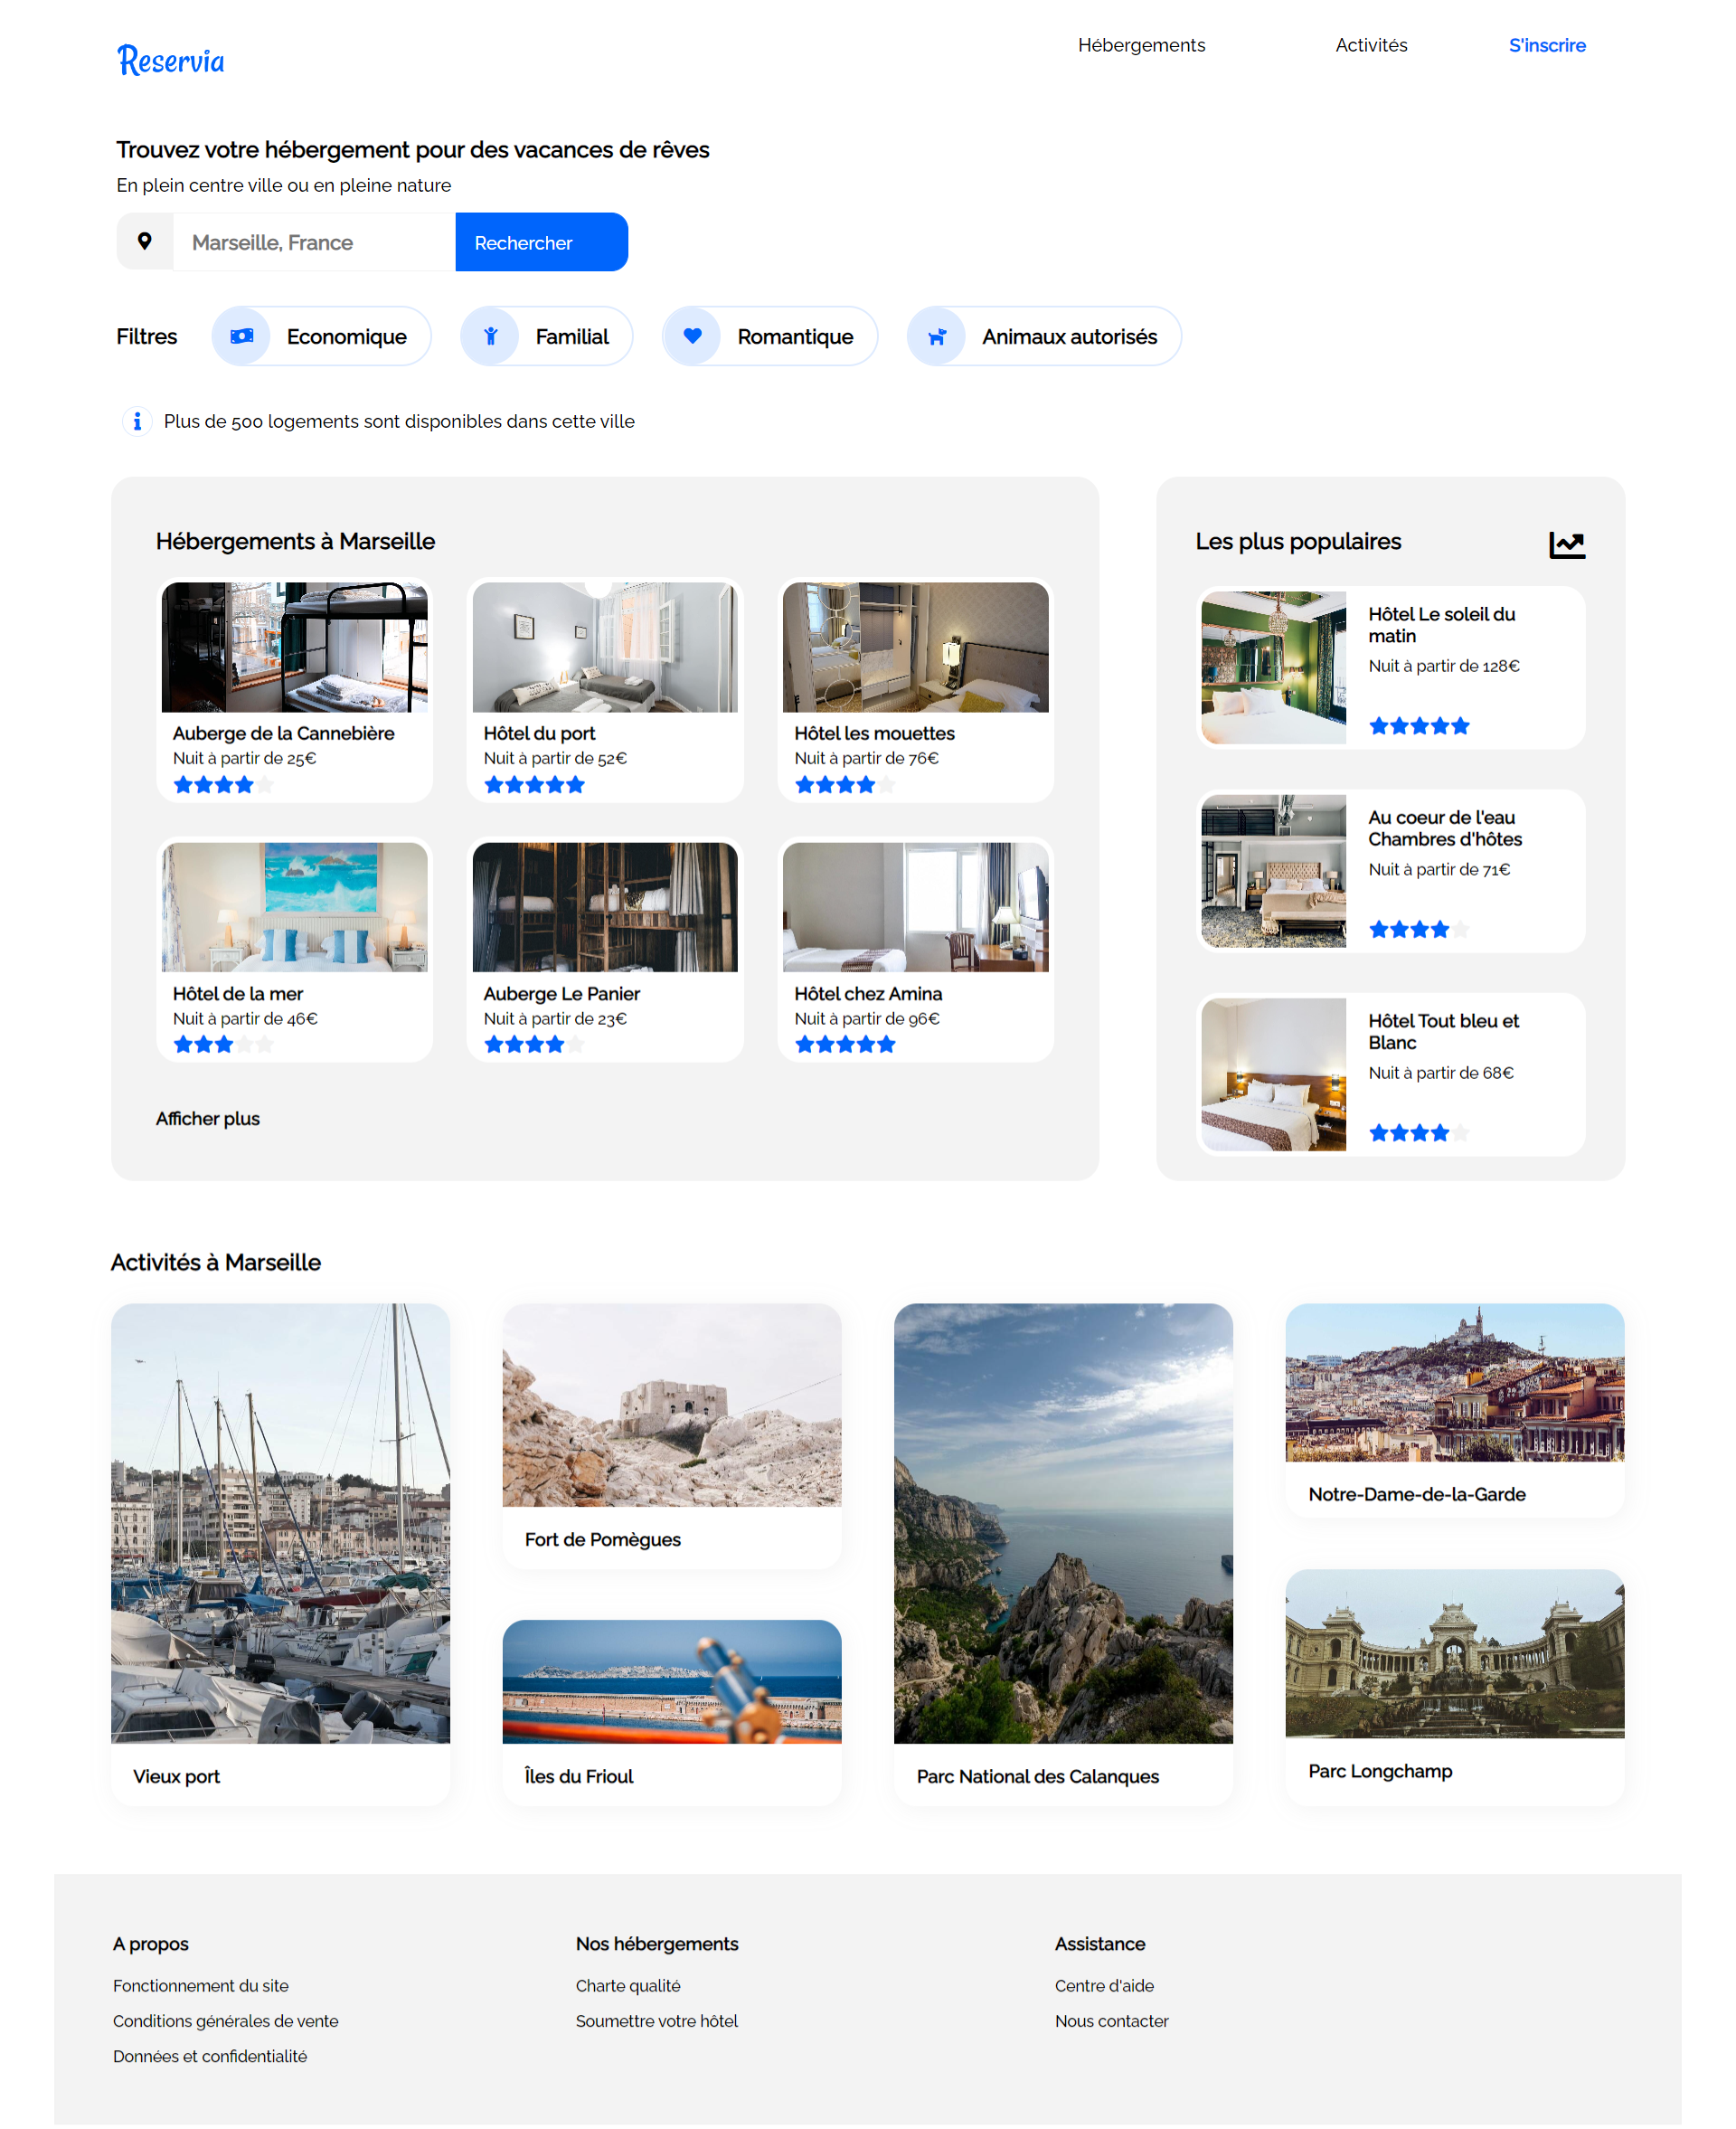 Reservia
Hébergements
Activités
S'inscrire
Trouvez votre hébergement pour des vacances de rêves
En plein centre ville ou en pleine nature
Marseille, France
Rechercher
Filtres
Economique
Familial
Romantique
Animaux autorisés
Plus de 500 logements sont disponibles dans cette ville
Hébergements à Marseille
Auberge de la Cannebière
Nuit à partir de 25€
Hôtel du port
Nuit à partir de 52€
Hôtel les mouettes
Nuit à partir de 76€
Hôtel de la mer
Nuit à partir de 46€
Auberge Le Panier
Nuit à partir de 23€
Hôtel chez Amina
Nuit à partir de 96€
Afficher plus
Les plus populaires
Hôtel Le soleil du
matin
Nuit à partir de 128€
Au coeur de l'eau
Chambres d'hôtes
Nuit à partir de 71€
Hôtel Tout bleu et
Blanc
Nuit à partir de 68€
Activités à Marseille
Vieux port
Fort de Pomègues
Îles du Frioul
Parc National des Calanques
Notre-Dame-de-la-Garde
Parc Longchamp
A propos
Fonctionnement du site
Conditions générales de vente
Données et confidentialité
Nos hébergements
Charte qualité
Soumettre votre hôtel
Assistance
Centre d'aide
Nous contacter